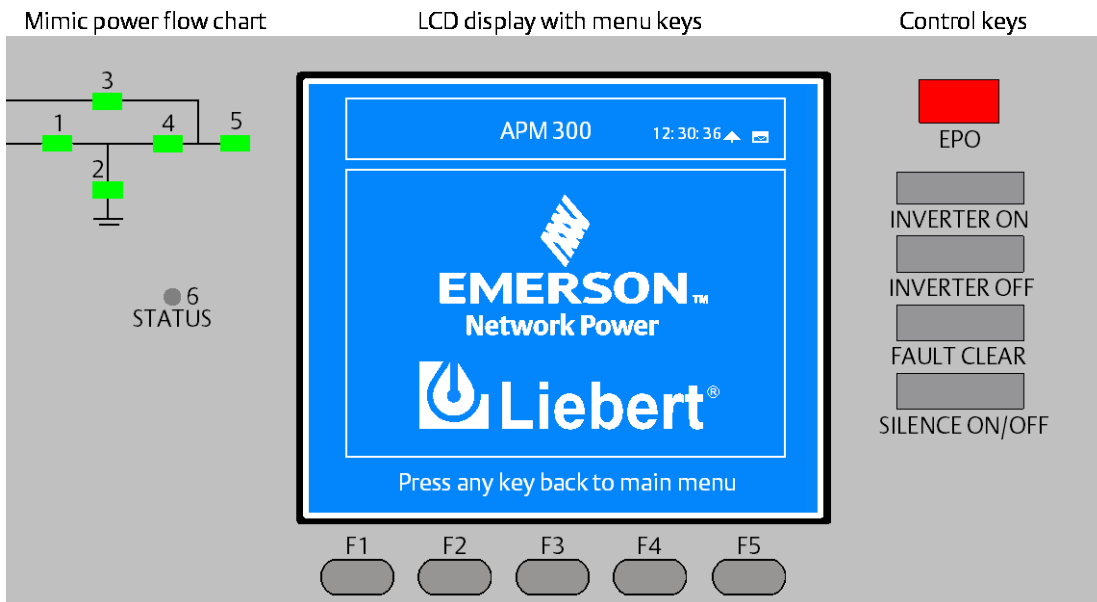 Mimic power flow chart
LCD display with menu keys
Control keys
3
1
4
5
2
6
STATUS
APM 300
12: 30: 36
EMERSON™
Network Power
Liebert®
Press any key back to main menu
F1
F2
F3
F4
F5
EPO
INVERTER ON
INVERTER OFF
FAULT CLEAR
SILENCE ON/OFF